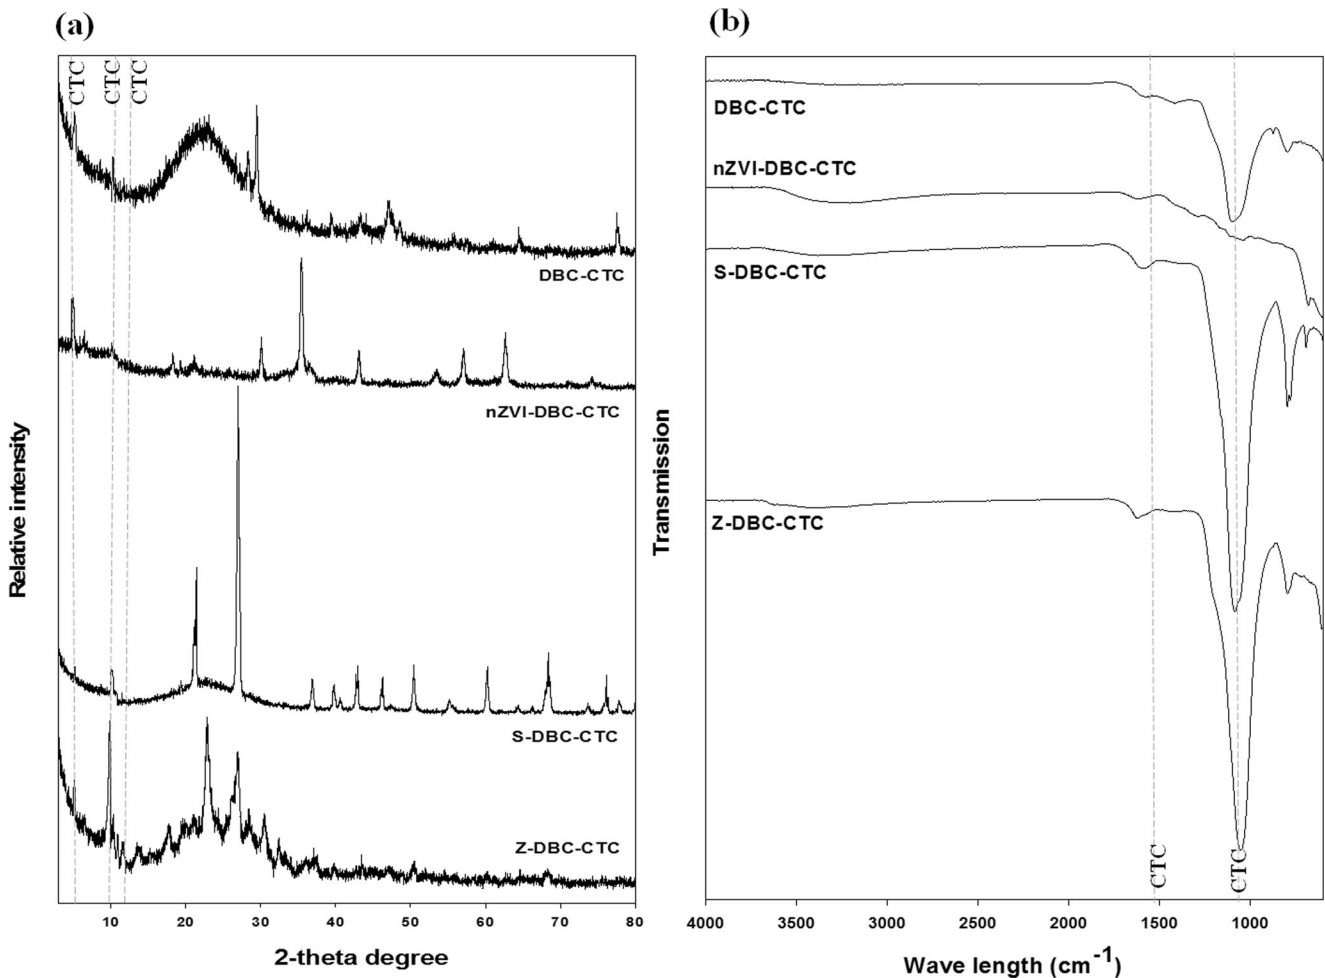 (a)
(b)
CTC
CTC
CTC
DBC-CTC
nZVI-DBC-CTC
S-DBC-CTC
Z-DBC-CTC
Relative intensity
10
20
30
40
50
60
70
80
2-theta degree
DBC-CTC
nZVI-DBC-CTC
S-DBC-CTC
Z-DBC-CTC
Transmission
CTC
CTC
4000
3500
3000
2500
2000
1500
1000
Wave length (cm⁻¹)